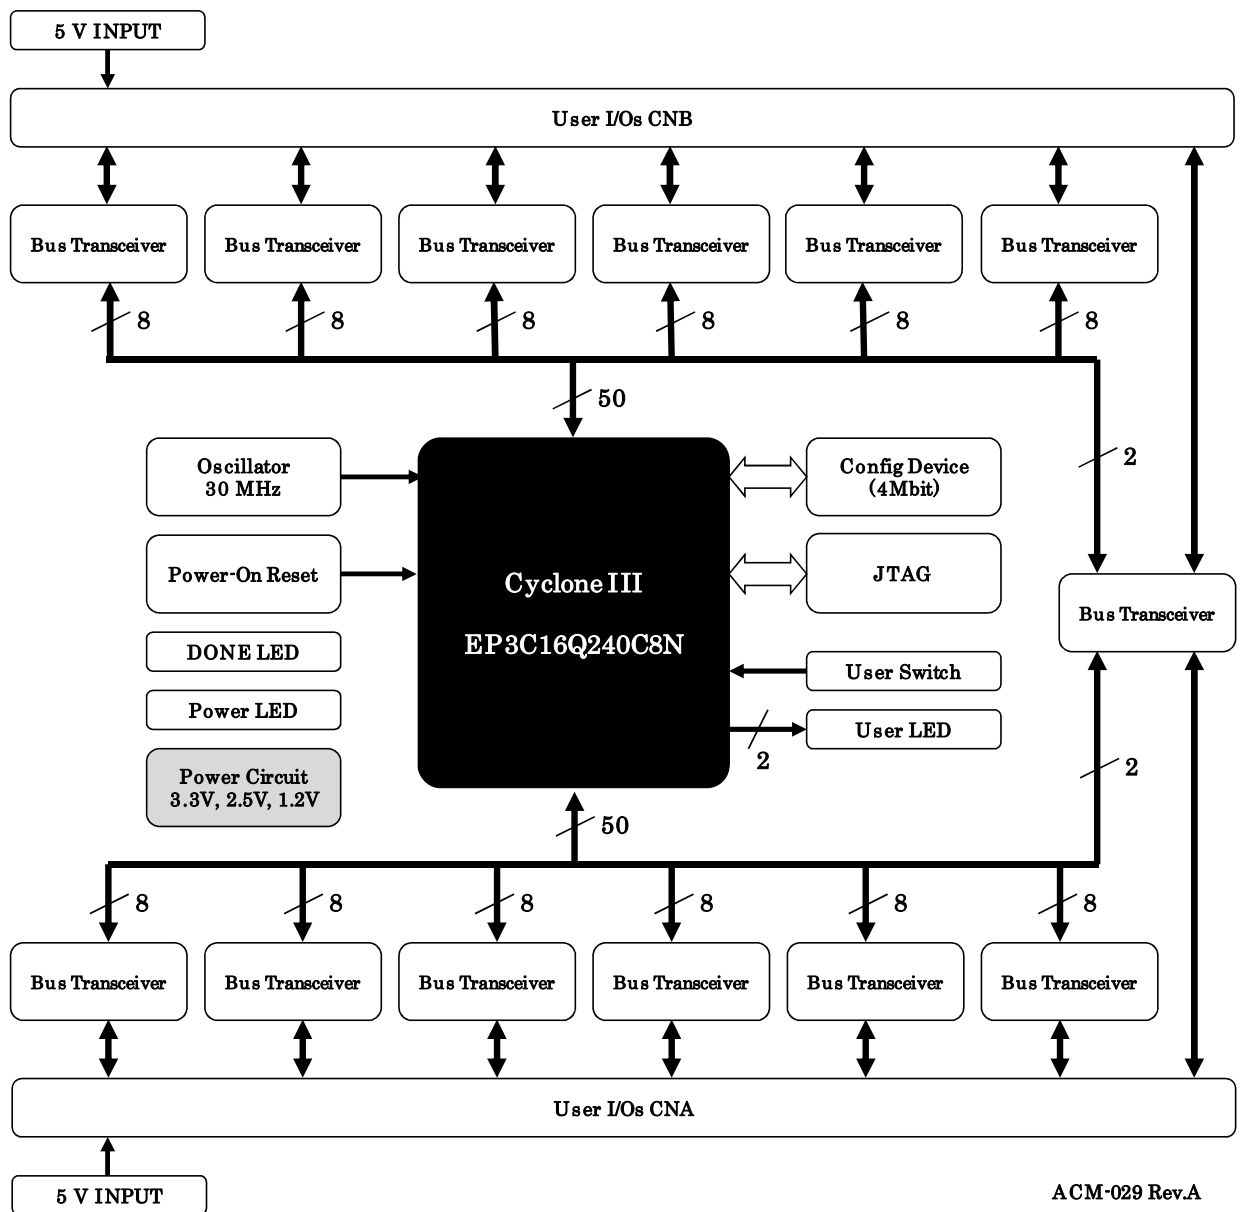 5 V INPUT
User I/Os CNB
Bus Transceiver
Bus Transceiver
Bus Transceiver
Bus Transceiver
Bus Transceiver
Bus Transceiver
8
8
8
8
8
8
50
2
Oscillator
30 MHz
Config Device
(4Mbit)
Power-On Reset
JTAG
Cyclone III
EP3C16Q240C8N
Bus Transceiver
DONE LED
User Switch
Power LED
User LED
2
Power Circuit
3.3V, 2.5V, 1.2V
2
50
8
8
8
8
8
8
Bus Transceiver
Bus Transceiver
Bus Transceiver
Bus Transceiver
Bus Transceiver
Bus Transceiver
User I/Os CNA
5 V INPUT
ACM-029 Rev.A